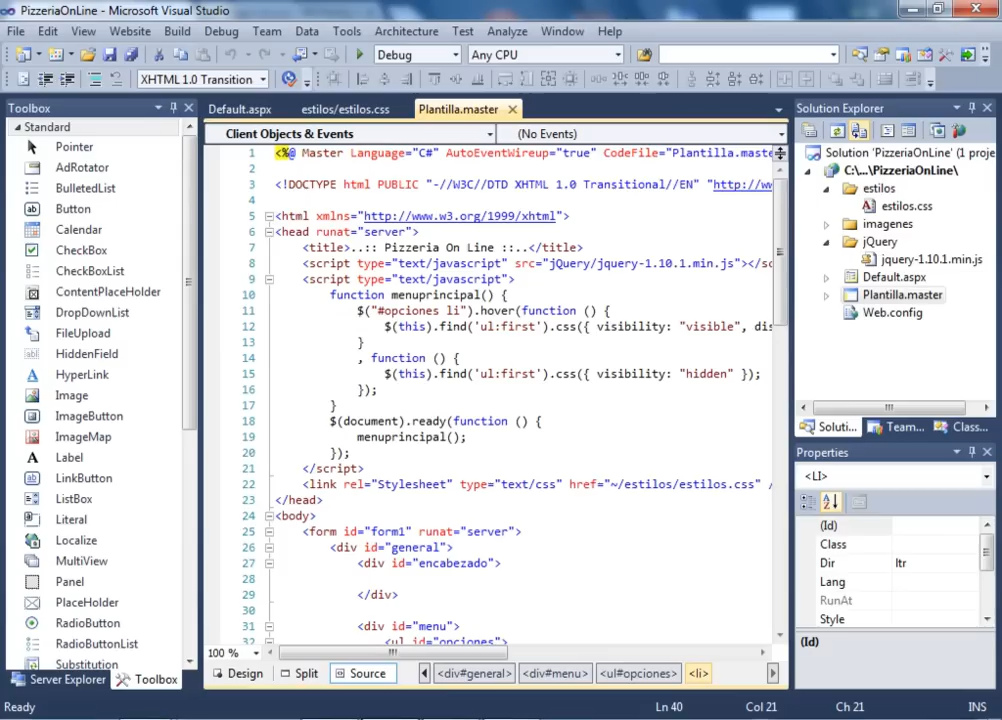 PizzeriaOnLine - Microsoft Visual Studio
File Edit View Website Build Debug Team Data Tools Architecture Test Analyze Window Help
Debug Any CPU
XHTML 1.0 Transition
Toolbox
Standard
Pointer
AdRotator
BulletedList
Button
Calendar
CheckBox
CheckBoxList
ContentPlaceHolder
DropDownList
FileUpload
HiddenField
HyperLink
Image
ImageButton
ImageMap
Label
LinkButton
ListBox
Literal
Localize
MultiView
Panel
PlaceHolder
RadioButton
RadioButtonList
Substitution
Server Explorer Toolbox
Default.aspx estilos/estilos.css Plantilla.master
Client Objects & Events (No Events)
1 <%@ Master Language="C#" AutoEventWireup="true" CodeFile="Plantilla.maste
2
3 <!DOCTYPE html PUBLIC "-//W3C//DTD XHTML 1.0 Transitional//EN" "http://ww
4
5 <html xmlns="http://www.w3.org/1999/xhtml">
6 <head runat="server">
7 <title>..:: Pizzeria On Line ::..</title>
8 <script type="text/javascript" src="jQuery/jquery-1.10.1.min.js"></sc
9 <script type="text/javascript">
10 function menuprincipal() {
11 $("#opciones li").hover(function () {
12 $(this).find('ul:first').css({ visibility: "visible", dis
13 }
14 , function () {
15 $(this).find('ul:first').css({ visibility: "hidden" });
16 });
17 }
18 $(document).ready(function () {
19 menuprincipal();
20 });
21 </script>
22 <link rel="Stylesheet" type="text/css" href="~/estilos/estilos.css" /
23 </head>
24 <body>
25 <form id="form1" runat="server">
26 <div id="general">
27 <div id="encabezado">
28
29 </div>
30
31 <div id="menu">
32 <ul id="opciones">
100 %
Design Split Source <div#general> <div#menu> <ul#opciones> <li>
Solution Explorer
Solution 'PizzeriaOnLine' (1 proje
C:\...\PizzeriaOnLine\
estilos
estilos.css
imagenes
jQuery
jquery-1.10.1.min.js
Default.aspx
Plantilla.master
Web.config
Soluti... Team... Class...
Properties
<LI>
(Id)
Class
Dir ltr
Lang
RunAt
Style
(Id)
Ready Ln 40 Col 21 Ch 21 INS